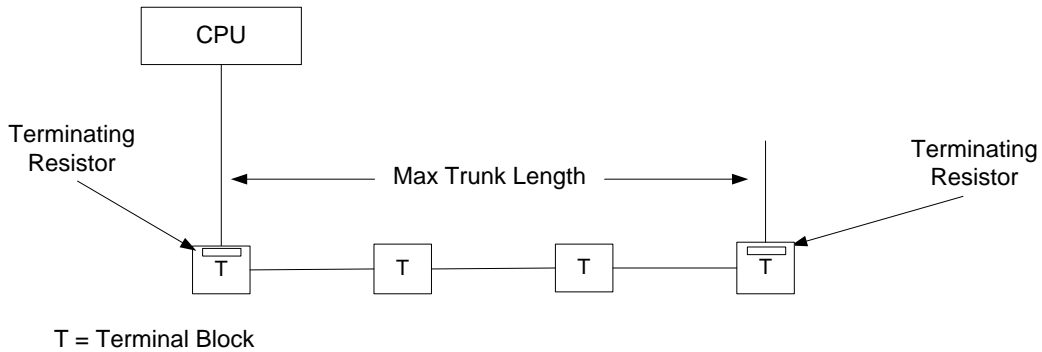 CPU
Terminating
Resistor
Max Trunk Length
Terminating
Resistor
T
T
T
T
T = Terminal Block